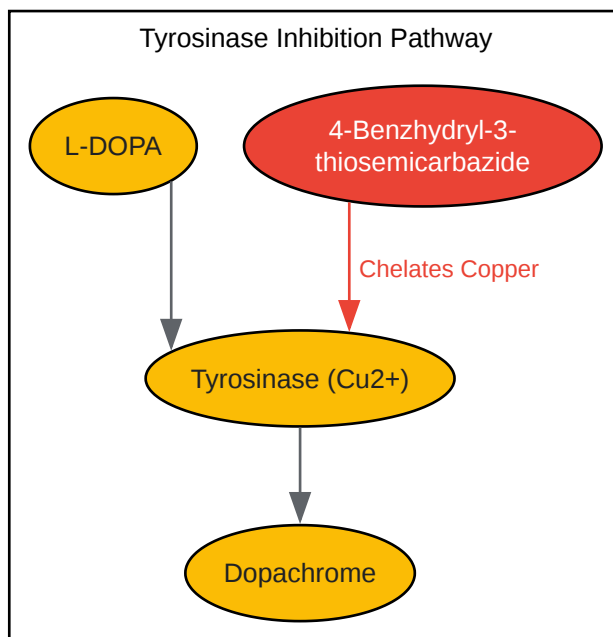 Tyrosinase Inhibition Pathway
L-DOPA
4-Benzhydryl-3-
thiosemicarbazide
Chelates Copper
Tyrosinase (Cu2+)
Dopachrome